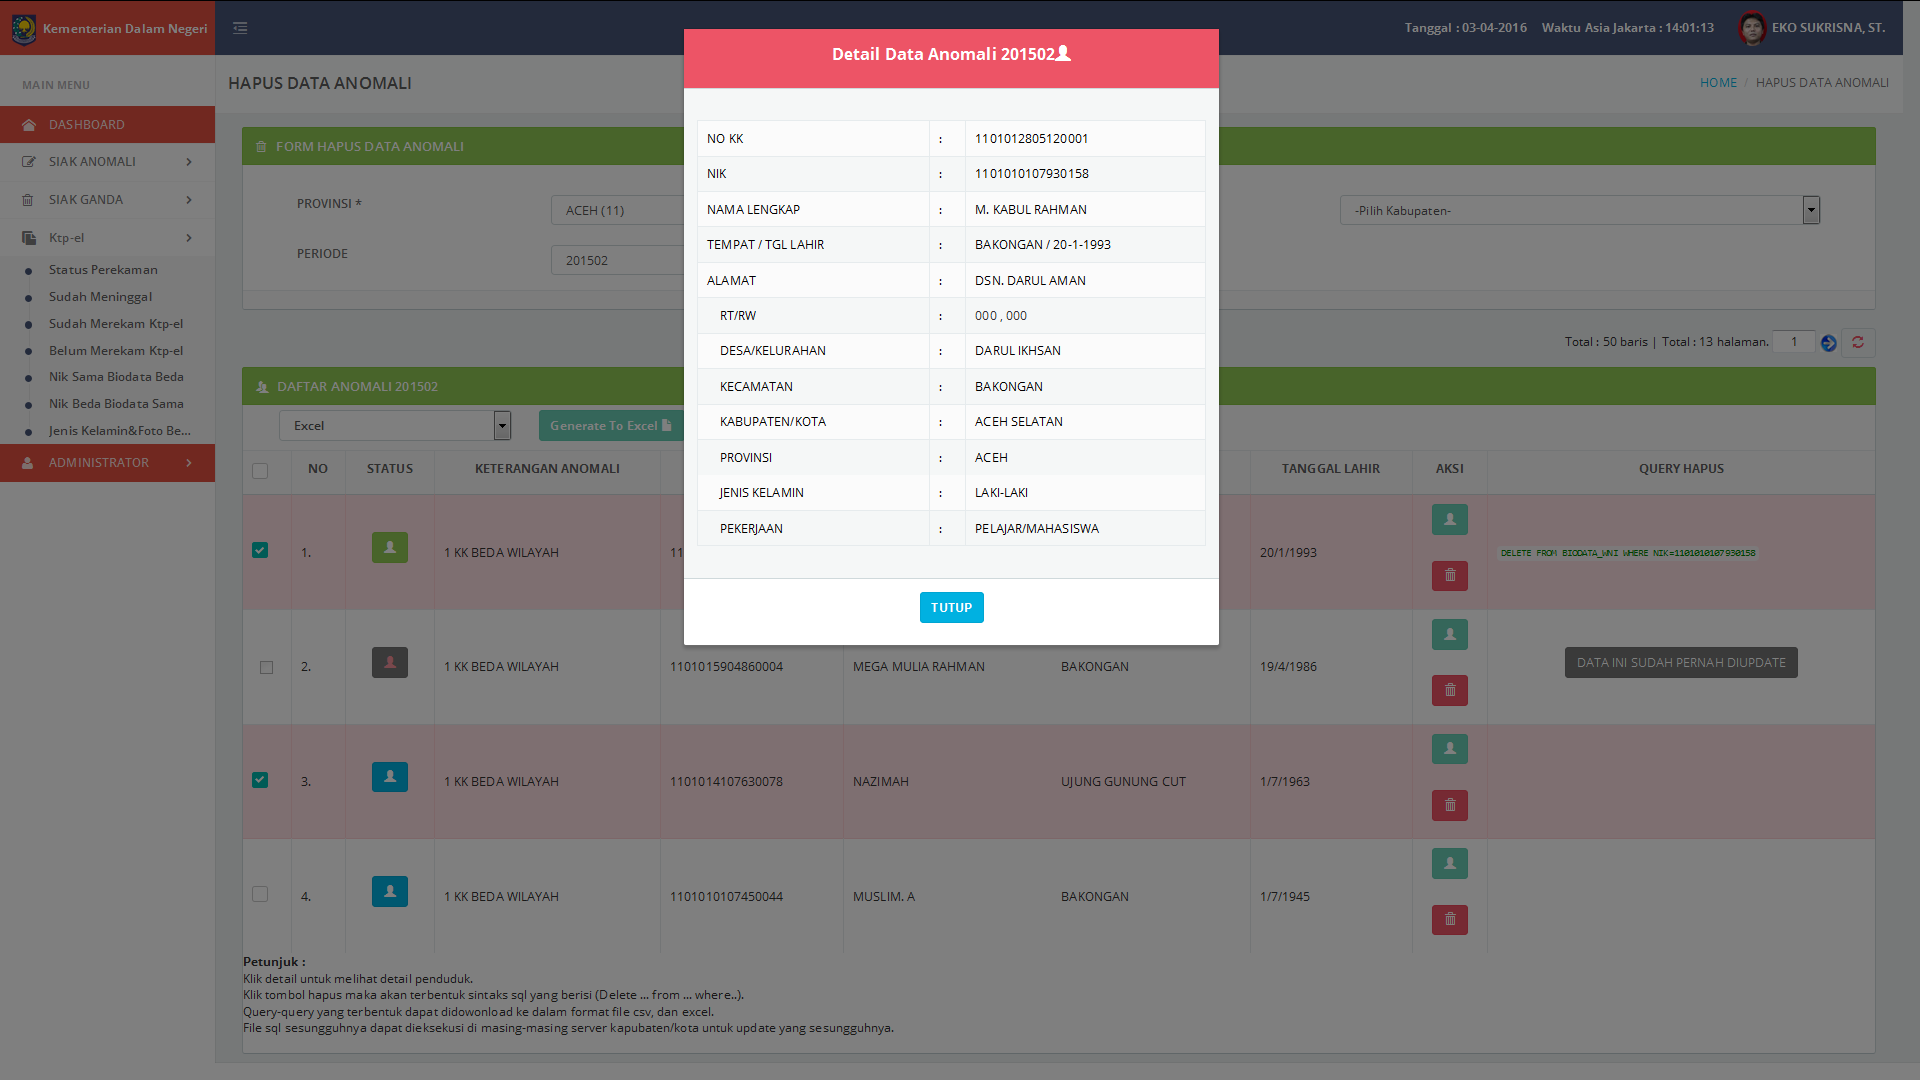 Kementerian Dalam Negeri
Tanggal : 03-04-2016 Waktu Asia Jakarta : 14:01:13 EKO SUKRISNA, ST.
MAIN MENU
DASHBOARD
SIAK ANOMALI
SIAK GANDA
Ktp-el
Status Perekaman
Sudah Meninggal
Sudah Merekam Ktp-el
Belum Merekam Ktp-el
Nik Sama Biodata Beda
Nik Beda Biodata Sama
Jenis Kelamin&Foto Be...
ADMINISTRATOR
HAPUS DATA ANOMALI
HOME / HAPUS DATA ANOMALI
FORM HAPUS DATA ANOMALI
PROVINSI * ACEH (11) -Pilih Kabupaten-
PERIODE 201502
Total : 50 baris | Total : 13 halaman. 1
DAFTAR ANOMALI 201502
Excel Generate To Excel
NO STATUS KETERANGAN ANOMALI TANGGAL LAHIR AKSI QUERY HAPUS
1. 1 KK BEDA WILAYAH 11 20/1/1993 DELETE FROM BIODATA_WNI WHERE NIK=1101010107930158
2. 1 KK BEDA WILAYAH 1101015904860004 MEGA MULIA RAHMAN BAKONGAN 19/4/1986 DATA INI SUDAH PERNAH DIUPDATE
3. 1 KK BEDA WILAYAH 1101014107630078 NAZIMAH UJUNG GUNUNG CUT 1/7/1963
4. 1 KK BEDA WILAYAH 1101010107450044 MUSLIM. A BAKONGAN 1/7/1945
Petunjuk :
Klik detail untuk melihat detail penduduk.
Klik tombol hapus maka akan terbentuk sintaks sql yang berisi (Delete ... from ... where..).
Query-query yang terbentuk dapat didowonload ke dalam format file csv, dan excel.
File sql sesungguhnya dapat dieksekusi di masing-masing server kapubaten/kota untuk update yang sesungguhnya.
Detail Data Anomali 201502
NO KK : 1101012805120001
NIK : 1101010107930158
NAMA LENGKAP : M. KABUL RAHMAN
TEMPAT / TGL LAHIR : BAKONGAN / 20-1-1993
ALAMAT : DSN. DARUL AMAN
RT/RW : 000 , 000
DESA/KELURAHAN : DARUL IKHSAN
KECAMATAN : BAKONGAN
KABUPATEN/KOTA : ACEH SELATAN
PROVINSI : ACEH
JENIS KELAMIN : LAKI-LAKI
PEKERJAAN : PELAJAR/MAHASISWA
TUTUP